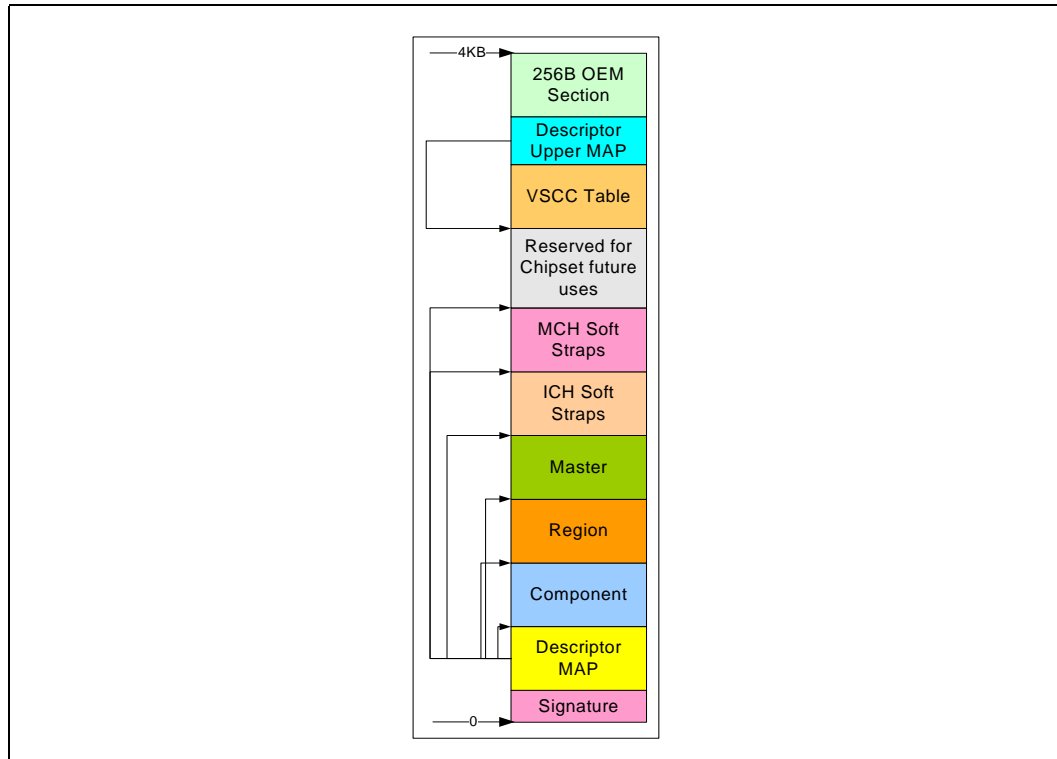 4KB
256B OEM
Section
Descriptor
Upper MAP
VSCC Table
Reserved for
Chipset future
uses
MCH Soft
Straps
ICH Soft
Straps
Master
Region
Component
Descriptor
MAP
Signature
0